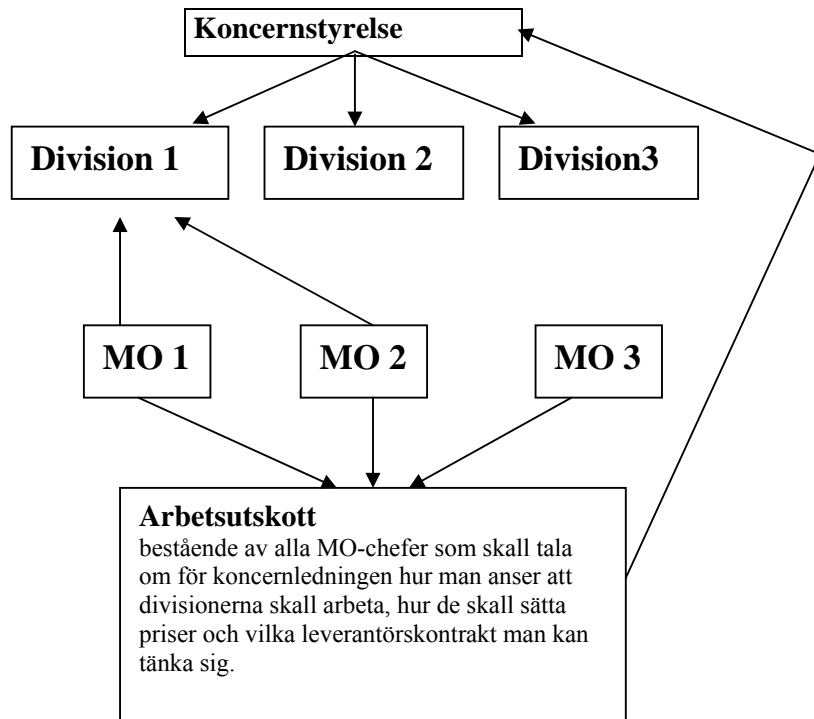 Koncernstyrelse
Division 1
Division 2
Division3
MO 1
MO 2
MO 3
Arbetsutskott
bestående av alla MO-chefer som skall tala
om för koncernledningen hur man anser att
divisionerna skall arbeta, hur de skall sätta
priser och vilka leverantörskontrakt man kan
tänka sig.